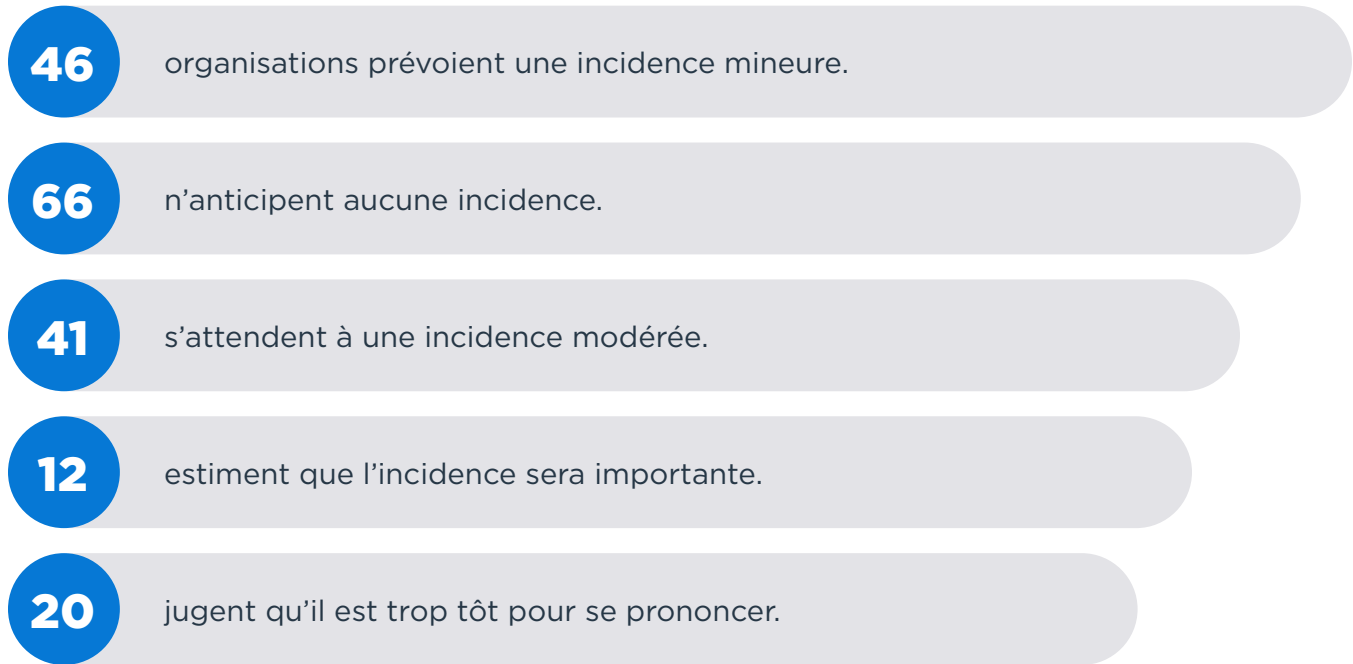 46 organisations prévoient une incidence mineure.
66 n’anticipent aucune incidence.
41 s’attendent à une incidence modérée.
12 estiment que l’incidence sera importante.
20 jugent qu’il est trop tôt pour se prononcer.